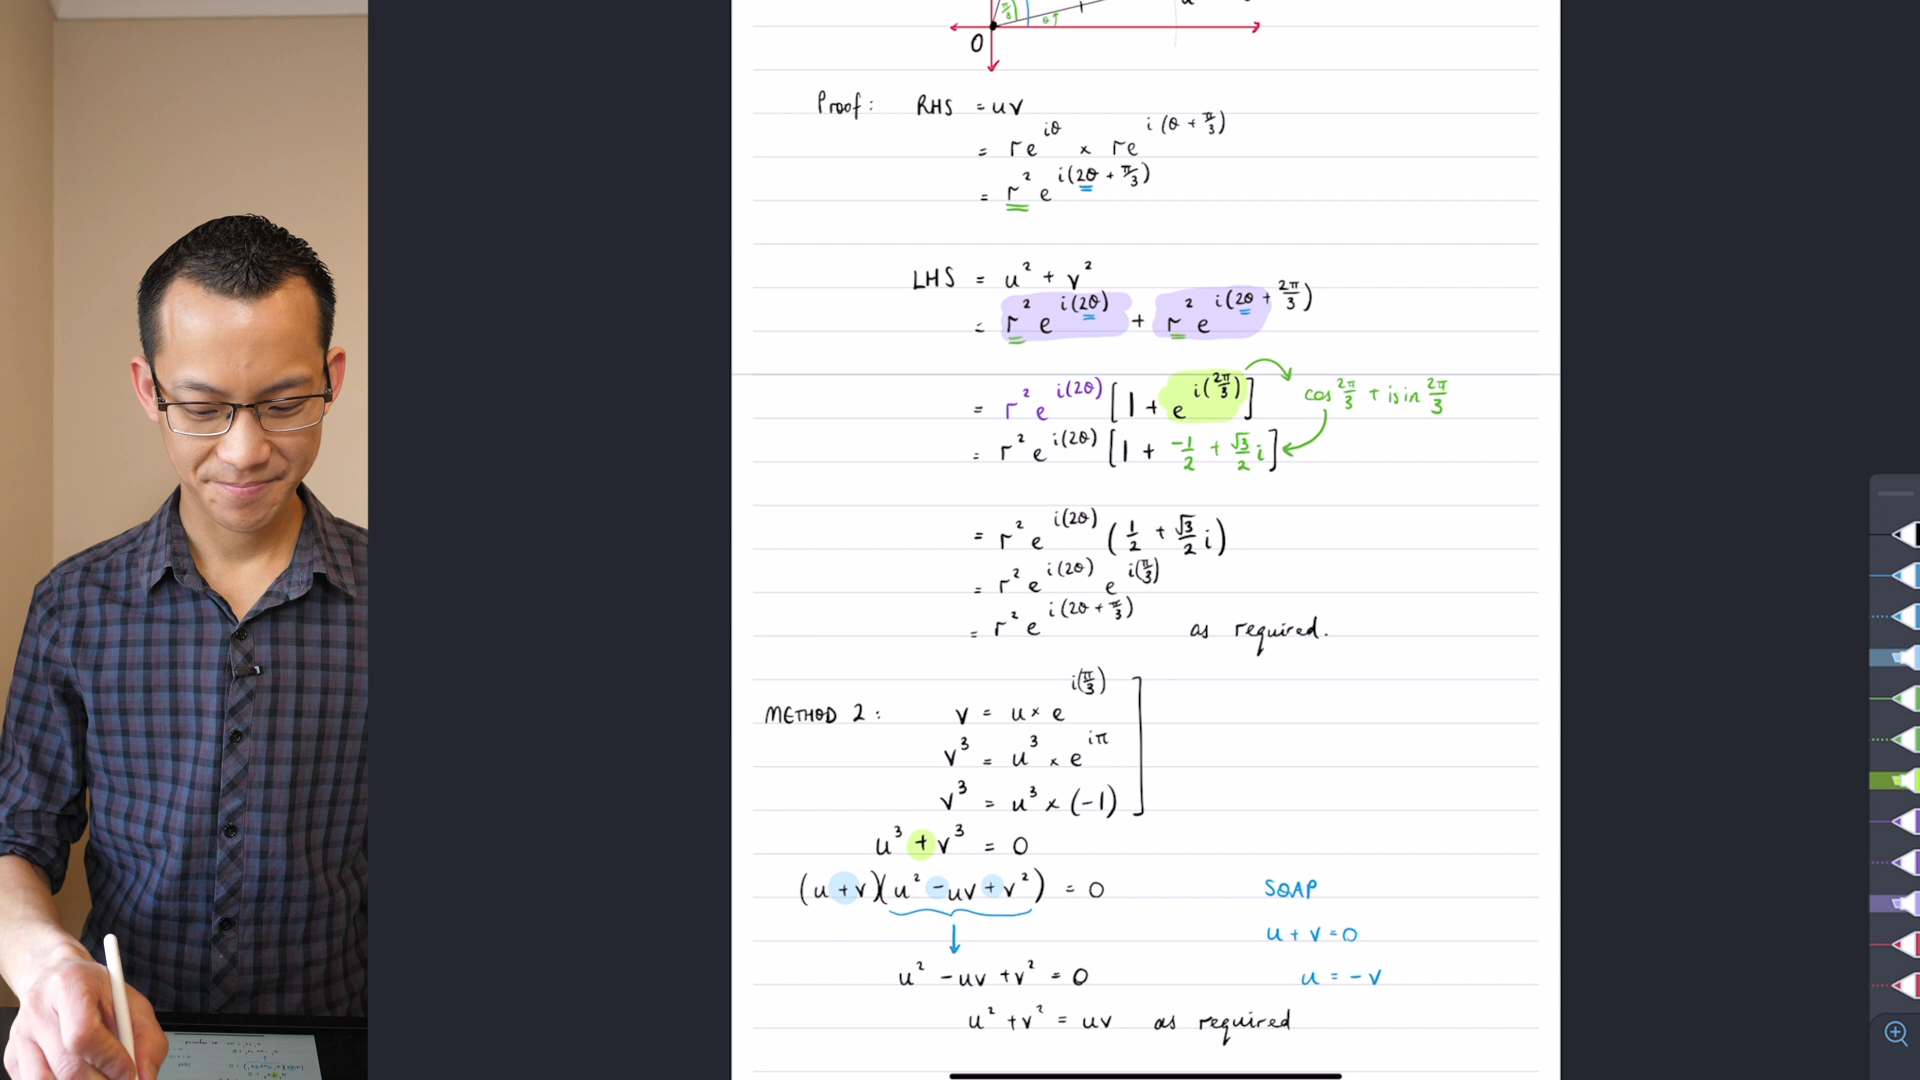 π/3 θ
0
Proof: RHS = uv
= re^(iθ) × re^(i(θ + π/3))
= r² e^(i(2θ + π/3))
LHS = u² + v²
= r² e^(i(2θ)) + r² e^(i(2θ + 2π/3))
= r² e^(i(2θ)) [1 + e^(i(2π/3))] cos 2π/3 + i sin 2π/3
= r² e^(i(2θ)) [1 + -1/2 + √3/2 i]
= r² e^(i(2θ)) (1/2 + √3/2 i)
= r² e^(i(2θ)) e^(i(π/3))
= r² e^(i(2θ + π/3)) as required.
METHOD 2: v = u × e^(i(π/3))
v³ = u³ × e^(iπ)
v³ = u³ × (-1)
u³ + v³ = 0
(u + v)(u² - uv + v²) = 0 SOAP
u + v = 0
u² - uv + v² = 0 u = -v
u² + v² = uv as required